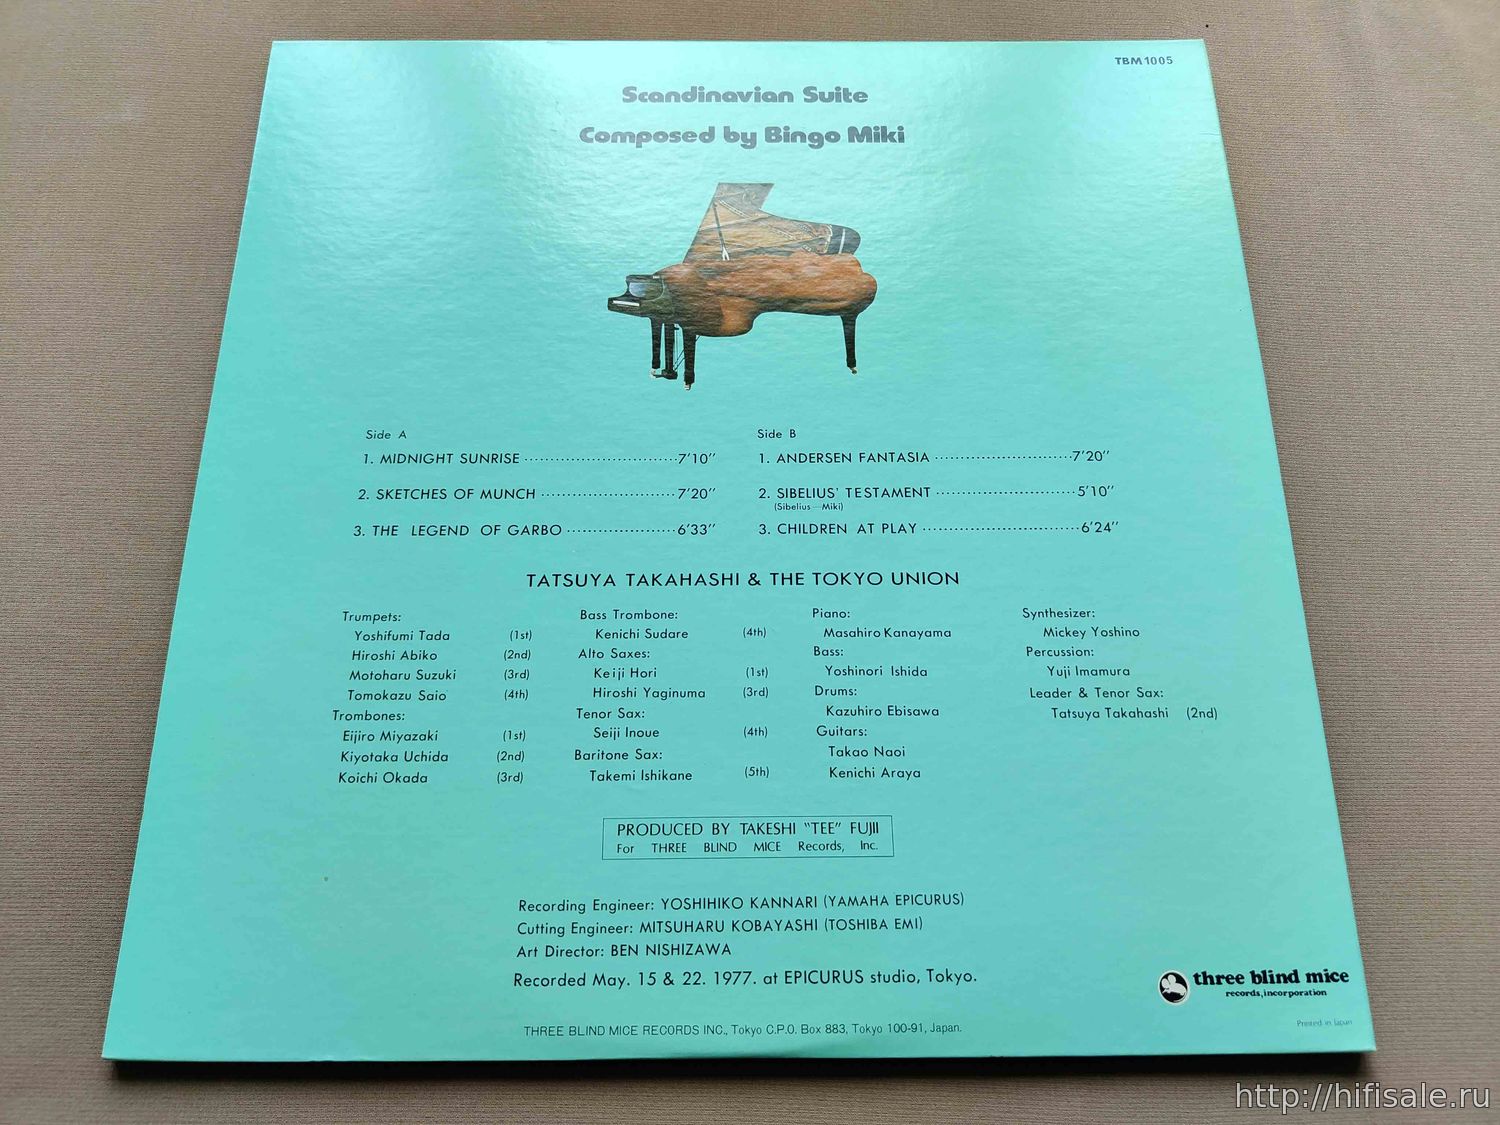 TBM 1005
Scandinavian Suite
Composed by Bingo Miki
Side A
1. MIDNIGHT SUNRISE 7'10''
2. SKETCHES OF MUNCH 7'20''
3. THE LEGEND OF GARBO 6'33''
Side B
1. ANDERSEN FANTASIA 7'20''
2. SIBELIUS' TESTAMENT 5'10''
(Sibelius—Miki)
3. CHILDREN AT PLAY 6'24''
TATSUYA TAKAHASHI & THE TOKYO UNION
Trumpets:
Yoshifumi Tada (1st)
Hiroshi Abiko (2nd)
Motoharu Suzuki (3rd)
Tomokazu Saio (4th)
Trombones:
Eijiro Miyazaki (1st)
Kiyotaka Uchida (2nd)
Koichi Okada (3rd)
Bass Trombone:
Kenichi Sudare (4th)
Alto Saxes:
Keiji Hori (1st)
Hiroshi Yaginuma (3rd)
Tenor Sax:
Seiji Inoue (4th)
Baritone Sax:
Takemi Ishikane (5th)
Piano:
Masahiro Kanayama
Bass:
Yoshinori Ishida
Drums:
Kazuhiro Ebisawa
Guitars:
Takao Naoi
Kenichi Araya
Synthesizer:
Mickey Yoshino
Percussion:
Yuji Imamura
Leader & Tenor Sax:
Tatsuya Takahashi (2nd)
PRODUCED BY TAKESHI "TEE" FUJII
For THREE BLIND MICE Records, Inc.
Recording Engineer: YOSHIHIKO KANNARI (YAMAHA EPICURUS)
Cutting Engineer: MITSUHARU KOBAYASHI (TOSHIBA EMI)
Art Director: BEN NISHIZAWA
Recorded May. 15 & 22. 1977. at EPICURUS studio, Tokyo.
three blind mice
records, incorporation
Printed in Japan
THREE BLIND MICE RECORDS INC., Tokyo C.P.O. Box 883, Tokyo 100-91, Japan.
http://hifisale.ru